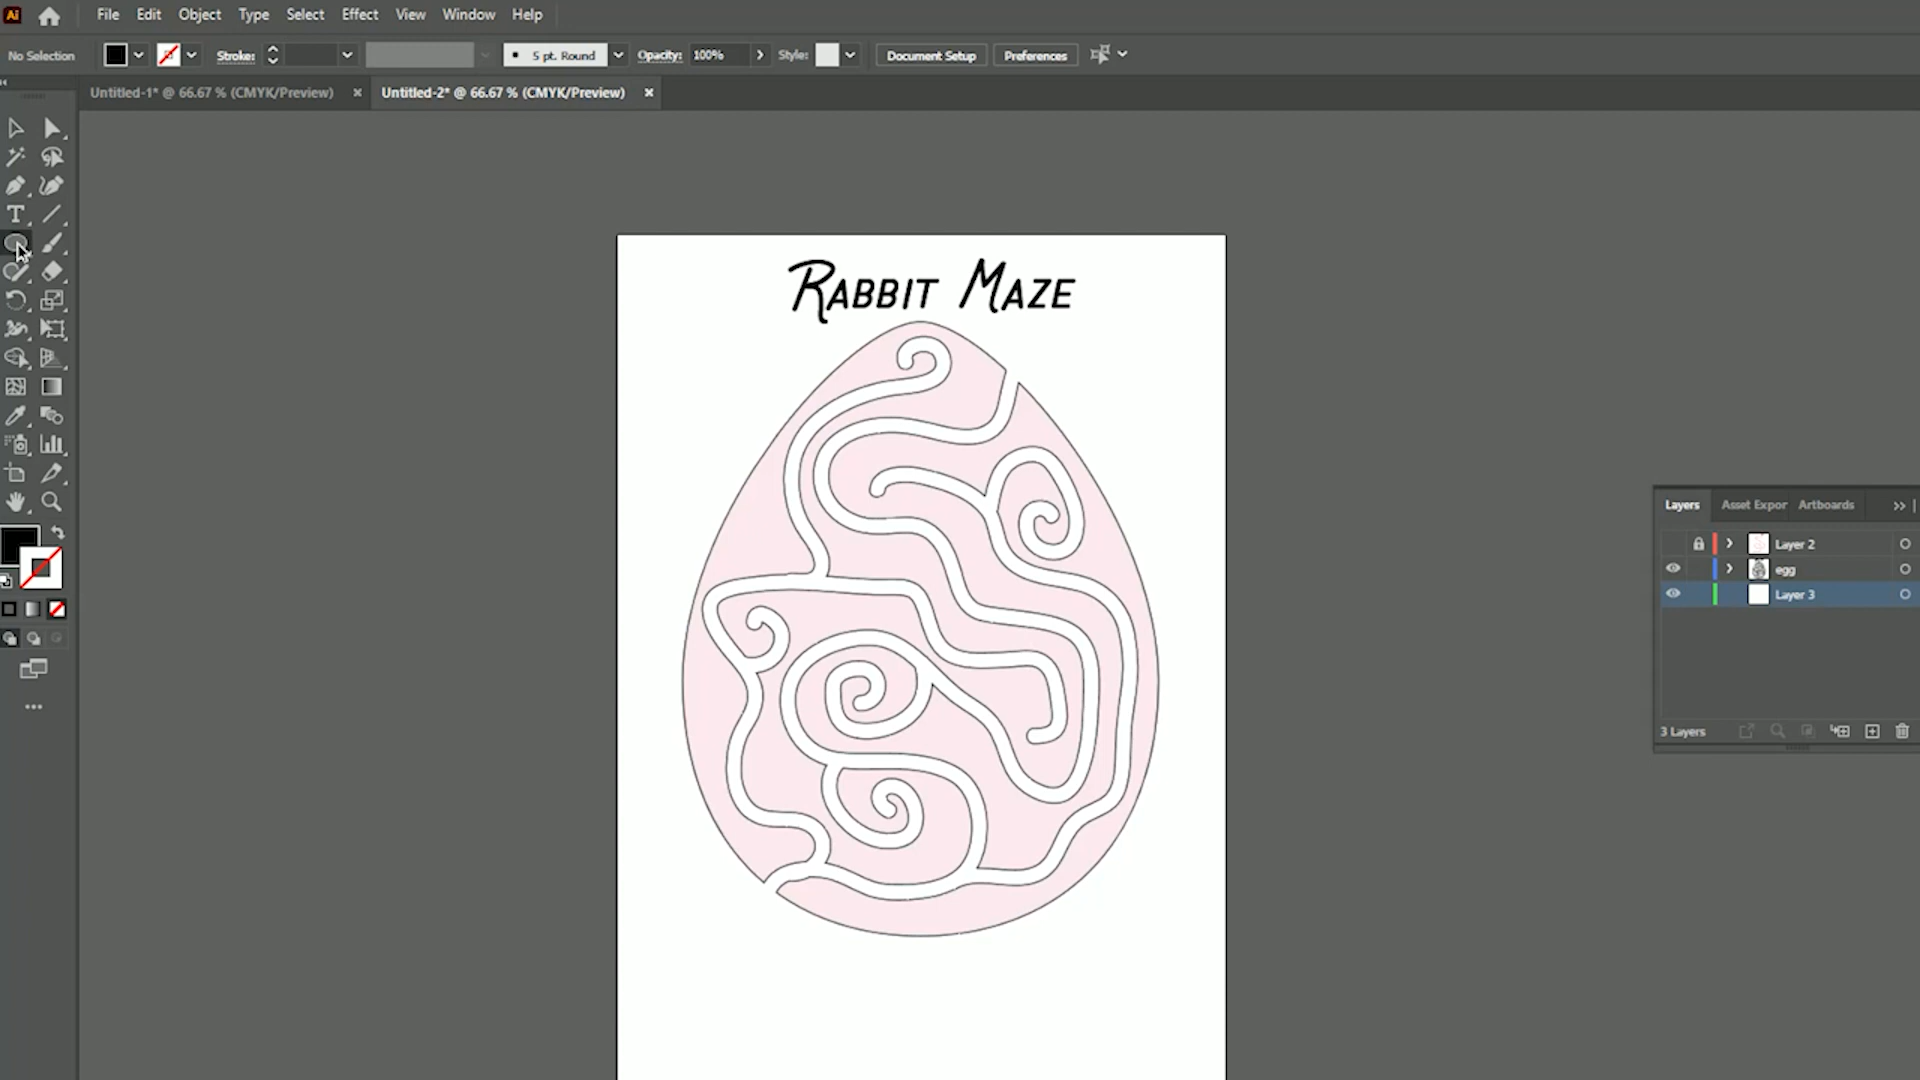 Ai File Edit Object Type Select Effect View Window Help
No Selection Stroke: 5 pt. Round Opacity: 100% Style: Document Setup Preferences
Untitled-1* @ 66.67 % (CMYK/Preview) × Untitled-2* @ 66.67 % (CMYK/Preview) ×
RABBIT MAZE
Layers Asset Expor Artboards
Layer 2
egg
Layer 3
3 Layers